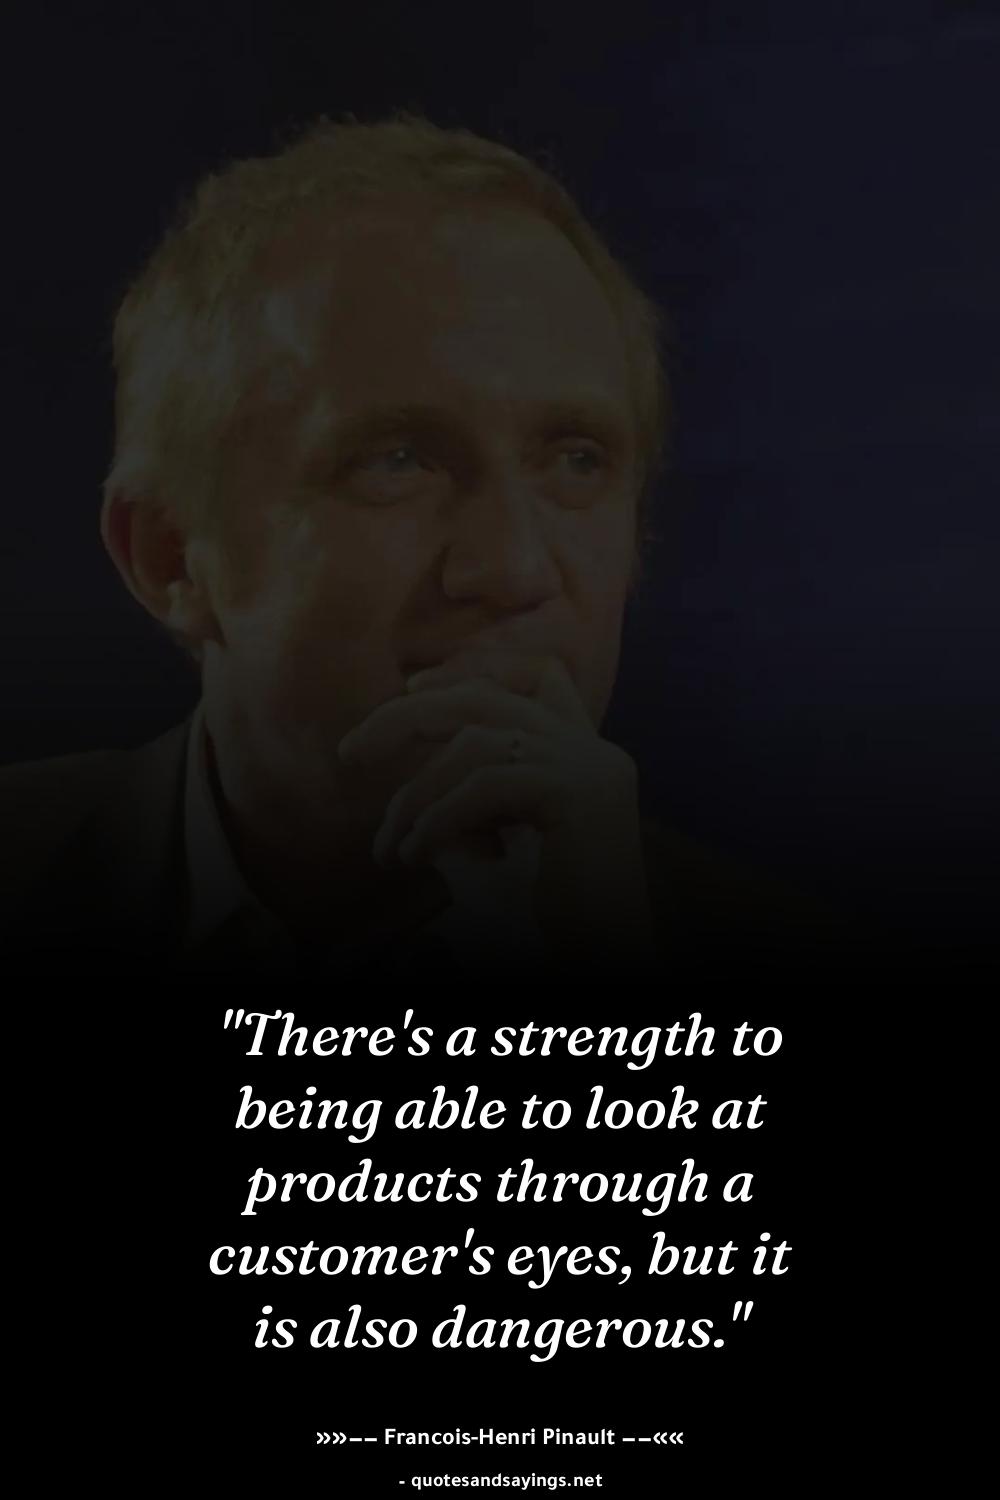 "There's a strength to
being able to look at
products through a
customer's eyes, but it
is also dangerous."
»»−− Francois-Henri Pinault −−««
- quotesandsayings.net